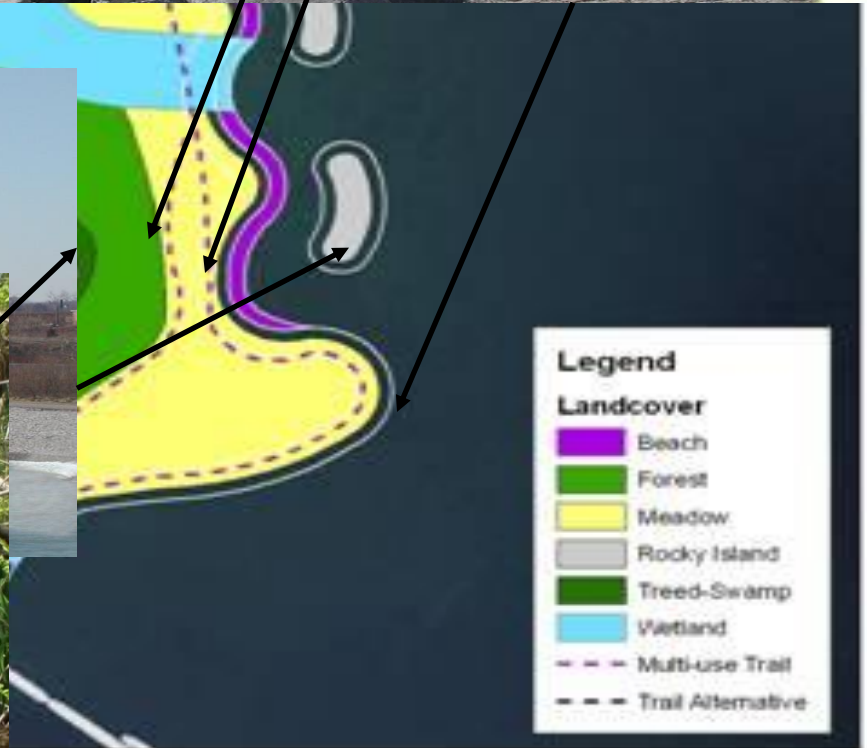 Legend
Landcover
Beach
Forest
Meadow
Rocky Island
Treed-Swamp
Wetland
Multi-use Trail
Trail Alternative